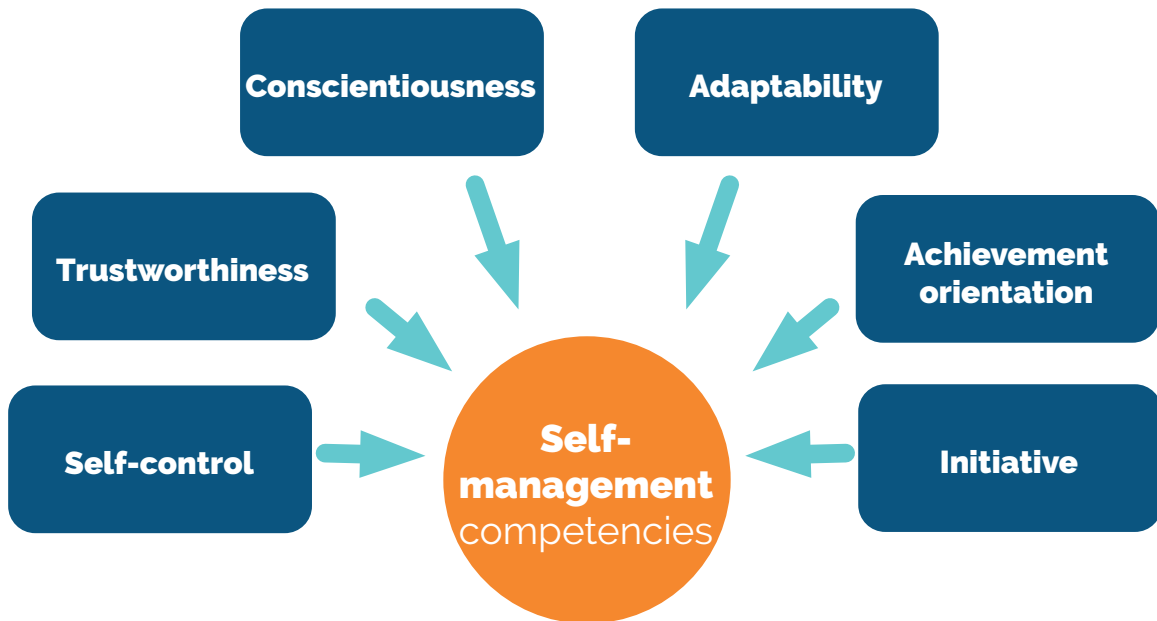 Conscientiousness
Adaptability
Trustworthiness
Achievement
orientation
Self-control
Self-
management
competencies
Initiative